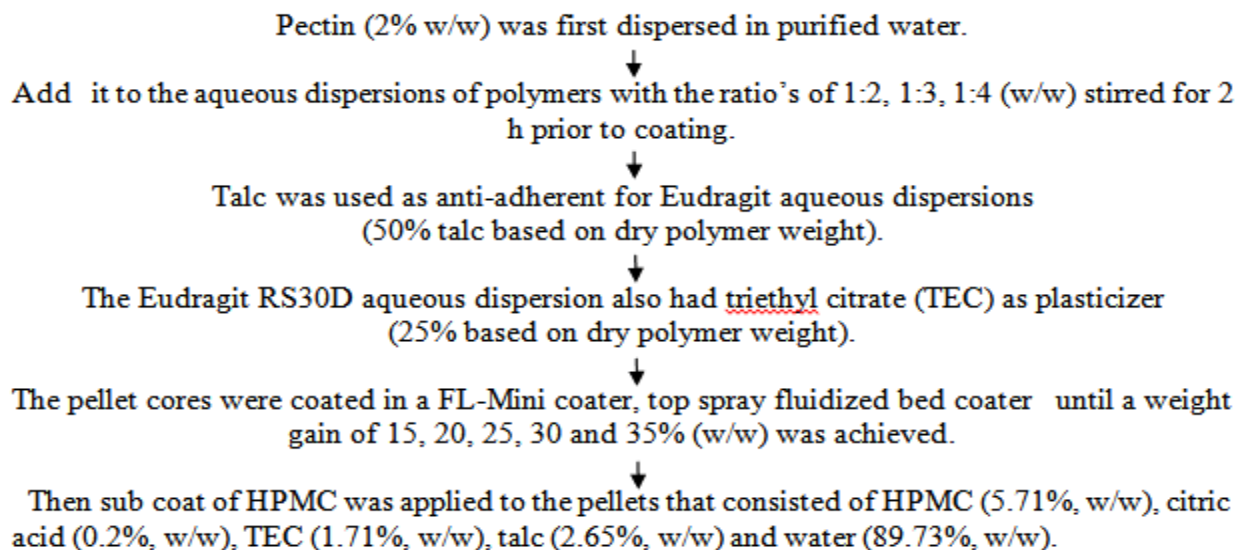 Pectin (2% w/w) was first dispersed in purified water.
Add it to the aqueous dispersions of polymers with the ratio’s of 1:2, 1:3, 1:4 (w/w) stirred for 2
h prior to coating.
Talc was used as anti-adherent for Eudragit aqueous dispersions
(50% talc based on dry polymer weight).
The Eudragit RS30D aqueous dispersion also had triethyl citrate (TEC) as plasticizer
(25% based on dry polymer weight).
The pellet cores were coated in a FL-Mini coater, top spray fluidized bed coater until a weight
gain of 15, 20, 25, 30 and 35% (w/w) was achieved.
Then sub coat of HPMC was applied to the pellets that consisted of HPMC (5.71%, w/w), citric
acid (0.2%, w/w), TEC (1.71%, w/w), talc (2.65%, w/w) and water (89.73%, w/w).